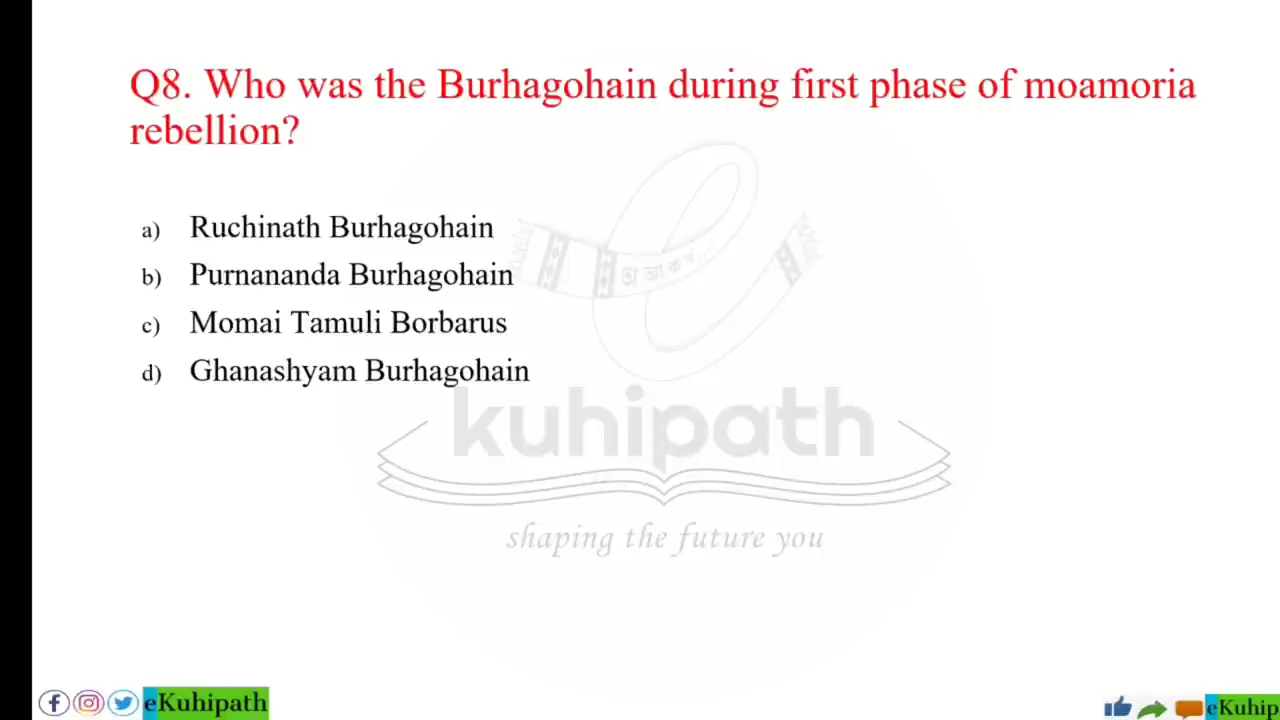 Q8. Who was the Burhagohain during first phase of moamoria
rebellion?
a) Ruchinath Burhagohain
b) Purnananda Burhagohain
c) Momai Tamuli Borbarus
d) Ghanashyam Burhagohain
kuhipath
shaping the future you
eKuhipath
eKuhip